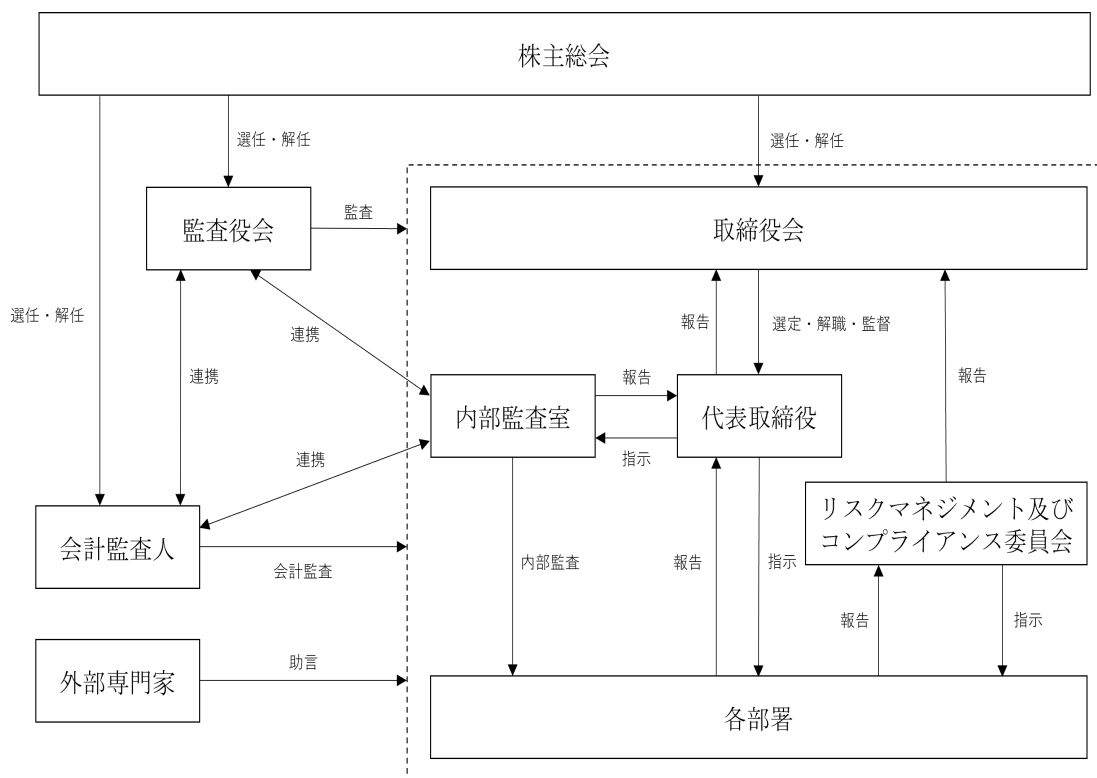 株主総会
選任・解任
選任・解任
監査役会
監査
取締役会
選任・解任
連携
連携
報告
選定・解職・監督
報告
内部監査室
報告
代表取締役
指示
連携
リスクマネジメント及び
コンプライアンス委員会
会計監査人
会計監査
内部監査
報告
指示
報告
指示
外部専門家
助言
各部署